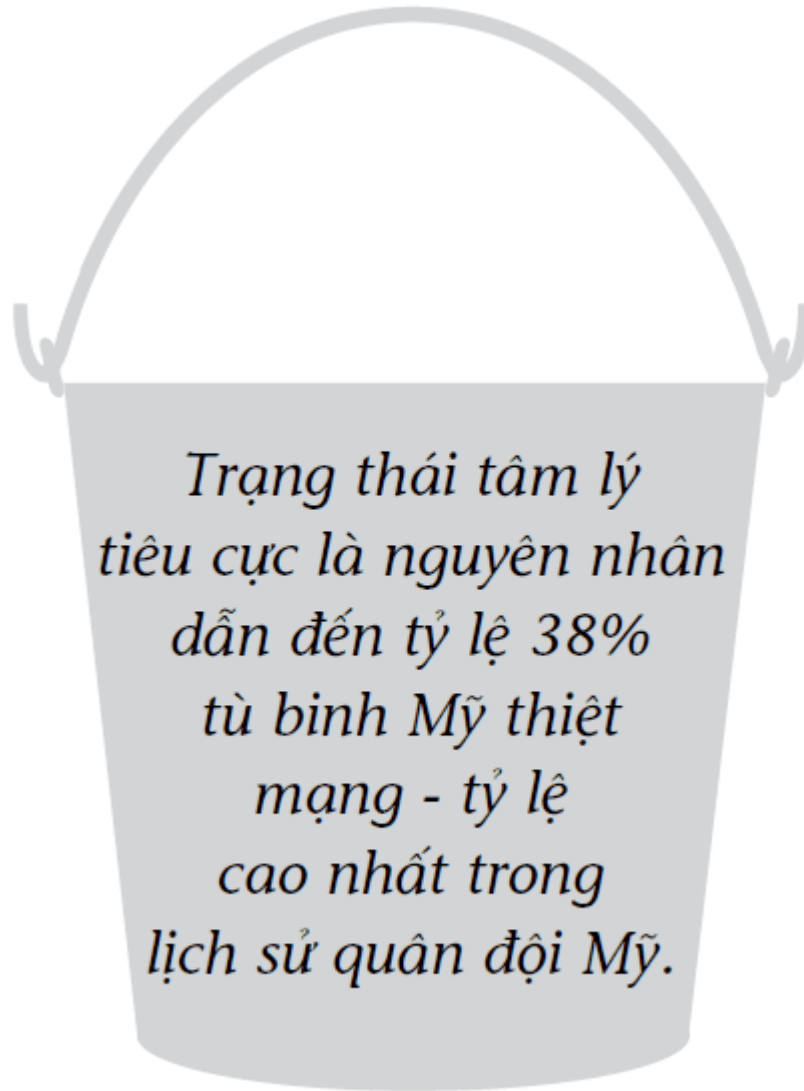 Trạng thái tâm lý
tiêu cực là nguyên nhân
dẫn đến tỷ lệ 38%
tù binh Mỹ thiệt
mạng - tỷ lệ
cao nhất trong
lịch sử quân đội Mỹ.